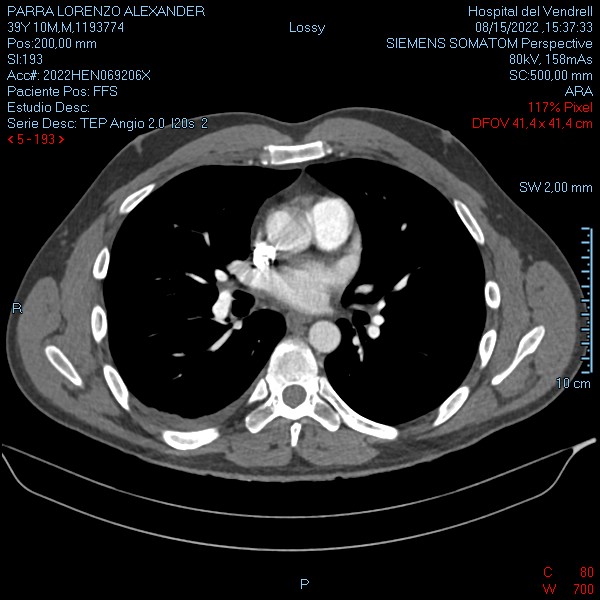 PARRA LORENZO ALEXANDER
39Y 10M,M,1193774
Pos:200,00 mm
SI:193
Acc#: 2022HEN069206X
Paciente Pos: FFS
Estudio Desc:
Serie Desc: TEP Angio 2.0 I20s 2
< 5 - 193 >
Lossy
Hospital del Vendrell
08/15/2022 ,15:37:33
SIEMENS SOMATOM Perspective
80kV, 158mAs
SC:500,00 mm
ARA
117% Pixel
DFOV 41,4 x 41,4 cm
SW 2,00 mm
R
10 cm
P
C 80
W 700